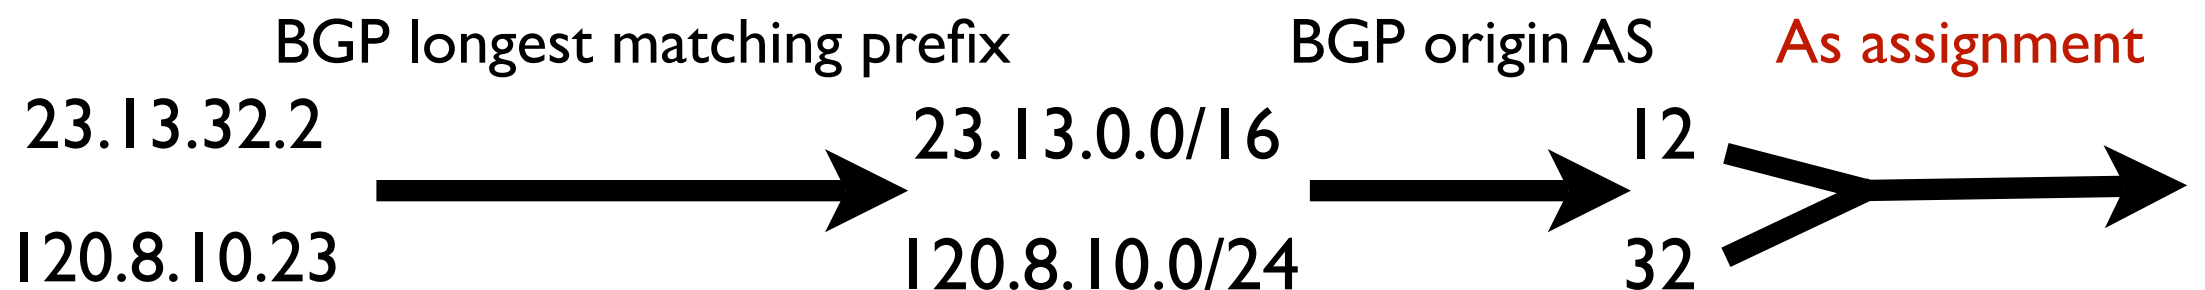 BGP longest matching prefix BGP origin AS As assignment
23.13.32.2 23.13.0.0/16 12
120.8.10.23 120.8.10.0/24 32